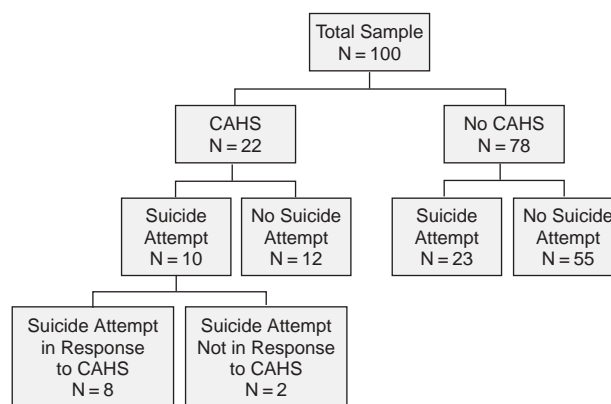 Total Sample
N = 100
CAHS
N = 22
No CAHS
N = 78
Suicide
Attempt
N = 10
No Suicide
Attempt
N = 12
Suicide
Attempt
N = 23
No Suicide
Attempt
N = 55
Suicide Attempt
in Response
to CAHS
N = 8
Suicide Attempt
Not in Response
to CAHS
N = 2